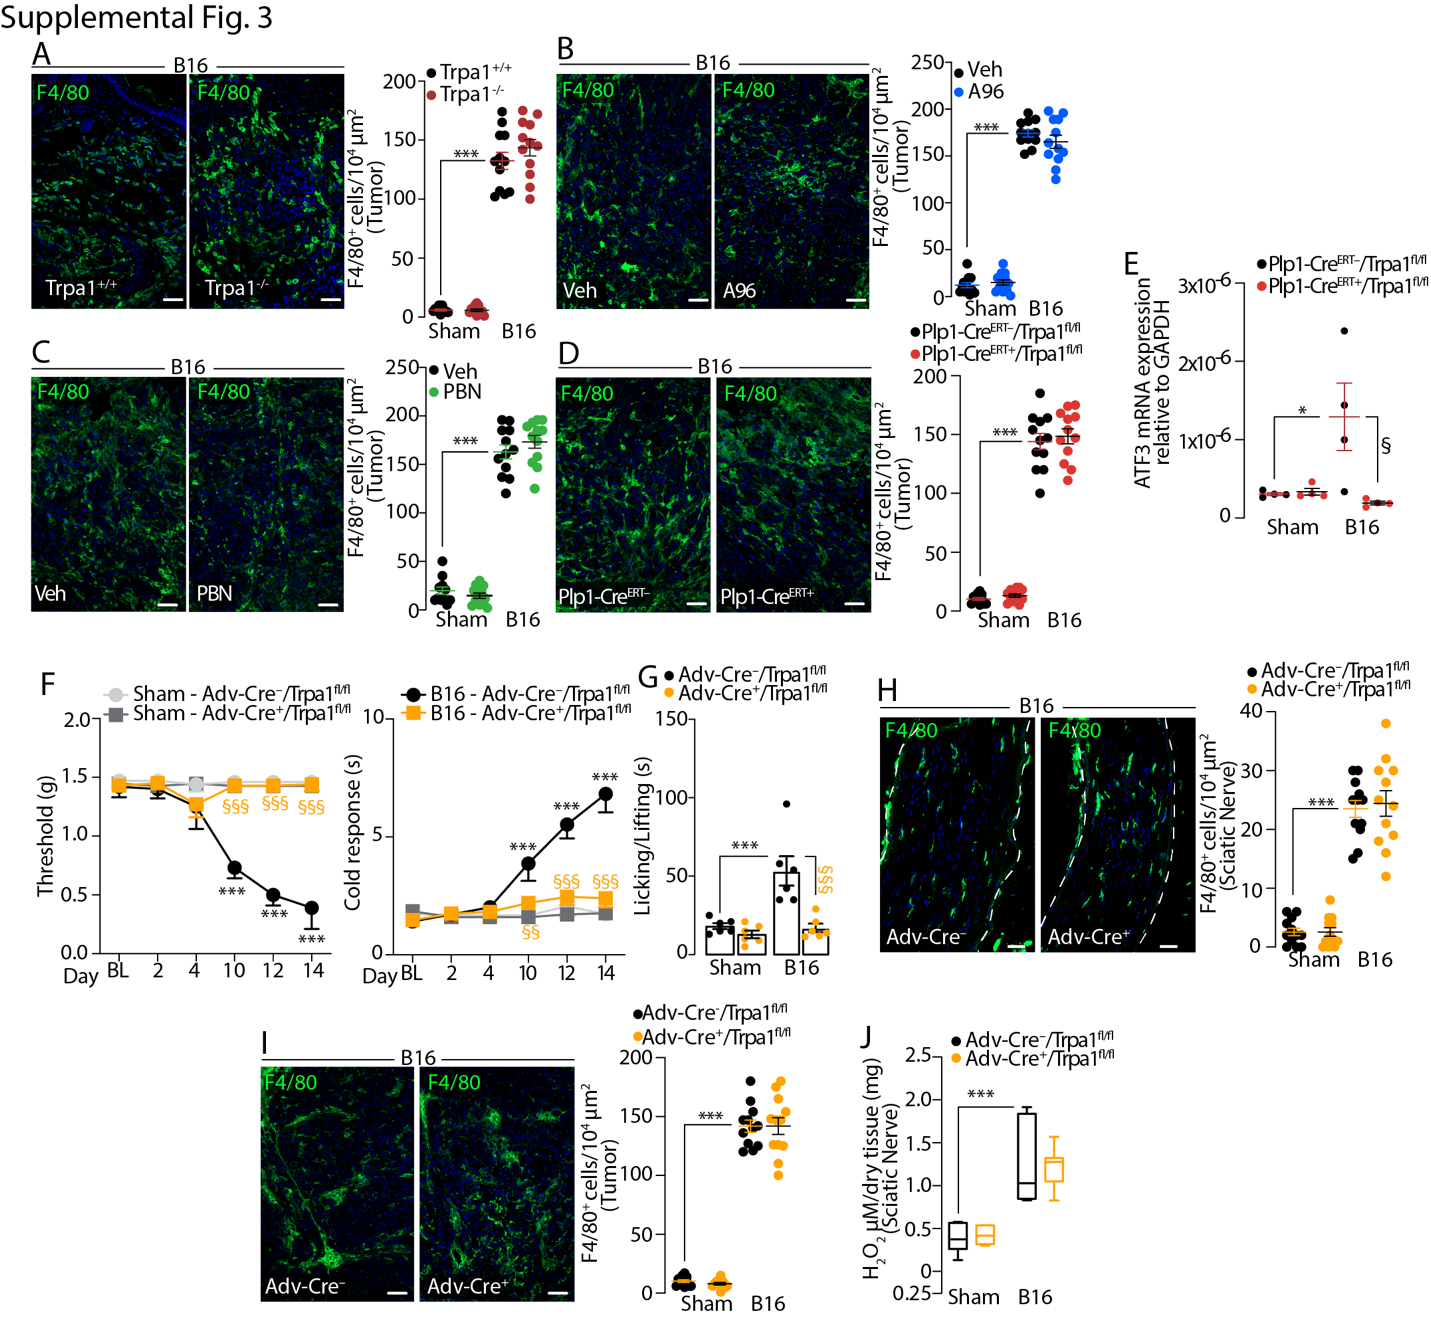 Supplemental Fig. 3
A
B16
F4/80
F4/80
Trpa1+/+
Trpa1-/-
F4/80+ cells/10⁴ µm²
(Tumor)
Trpa1+/+
Trpa1-/-
200
150
100
50
0
***
Sham
B16
B
B16
F4/80
F4/80
Veh
A96
F4/80+ cells/10⁴ µm²
(Tumor)
Veh
A96
250
200
150
100
50
0
***
Sham
B16
C
B16
F4/80
F4/80
Veh
PBN
F4/80+ cells/10⁴ µm²
(Tumor)
Veh
PBN
250
200
150
100
50
0
***
Sham
B16
D
B16
F4/80
F4/80
Plp1-CreERT−
Plp1-CreERT+
Plp1-CreERT−/Trpa1fl/fl
Plp1-CreERT+/Trpa1fl/fl
F4/80+ cells/10⁴ µm²
(Tumor)
200
150
100
50
0
***
Sham
B16
E
Plp1-CreERT−/Trpa1fl/fl
Plp1-CreERT+/Trpa1fl/fl
ATF3 mRNA expression
relative to GAPDH
3x10⁻⁶
2x10⁻⁶
1x10⁻⁶
0
*
§
Sham
B16
F
Sham - Adv-Cre−/Trpa1fl/fl
Sham - Adv-Cre+/Trpa1fl/fl
B16 - Adv-Cre−/Trpa1fl/fl
B16 - Adv-Cre+/Trpa1fl/fl
Threshold (g)
2.0
1.5
1.0
0.5
0.0
§§§
§§§
§§§
***
***
***
Day
BL
2
4
10
12
14
Cold response (s)
10
5
0
***
***
***
§§
§§§
§§§
Day
BL
2
4
10
12
14
G
Adv-Cre−/Trpa1fl/fl
Adv-Cre+/Trpa1fl/fl
Licking/Lifting (s)
150
100
50
0
***
§§§
Sham
B16
H
B16
F4/80
F4/80
Adv-Cre−
Adv-Cre+
Adv-Cre−/Trpa1fl/fl
Adv-Cre+/Trpa1fl/fl
F4/80+ cells/10⁴ µm²
(Sciatic Nerve)
40
30
20
10
0
***
Sham
B16
I
B16
F4/80
F4/80
Adv-Cre−
Adv-Cre+
Adv-Cre-/Trpa1fl/fl
Adv-Cre+/Trpa1fl/fl
F4/80+ cells/10⁴ µm²
(Tumor)
200
150
100
50
0
***
Sham
B16
J
Adv-Cre−/Trpa1fl/fl
Adv-Cre+/Trpa1fl/fl
H₂O₂ µM/dry tissue (mg)
(Sciatic Nerve)
2.5
2.0
1.5
1.0
0.5
0
0.25
***
Sham
B16